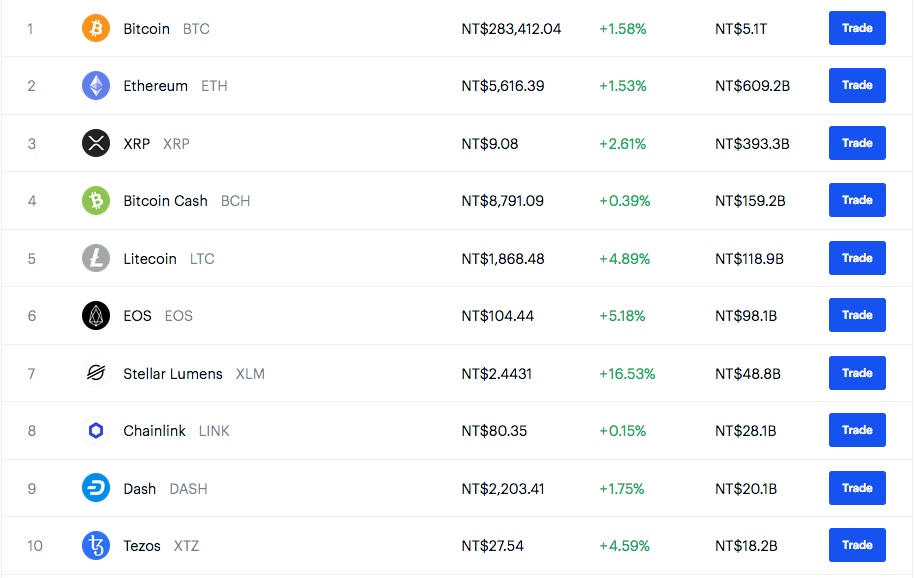 1 Bitcoin BTC NT$283,412.04 +1.58% NT$5.1T Trade
2 Ethereum ETH NT$5,616.39 +1.53% NT$609.2B Trade
3 XRP XRP NT$9.08 +2.61% NT$393.3B Trade
4 Bitcoin Cash BCH NT$8,791.09 +0.39% NT$159.2B Trade
5 Litecoin LTC NT$1,868.48 +4.89% NT$118.9B Trade
6 EOS EOS NT$104.44 +5.18% NT$98.1B Trade
7 Stellar Lumens XLM NT$2.4431 +16.53% NT$48.8B Trade
8 Chainlink LINK NT$80.35 +0.15% NT$28.1B Trade
9 Dash DASH NT$2,203.41 +1.75% NT$20.1B Trade
10 Tezos XTZ NT$27.54 +4.59% NT$18.2B Trade